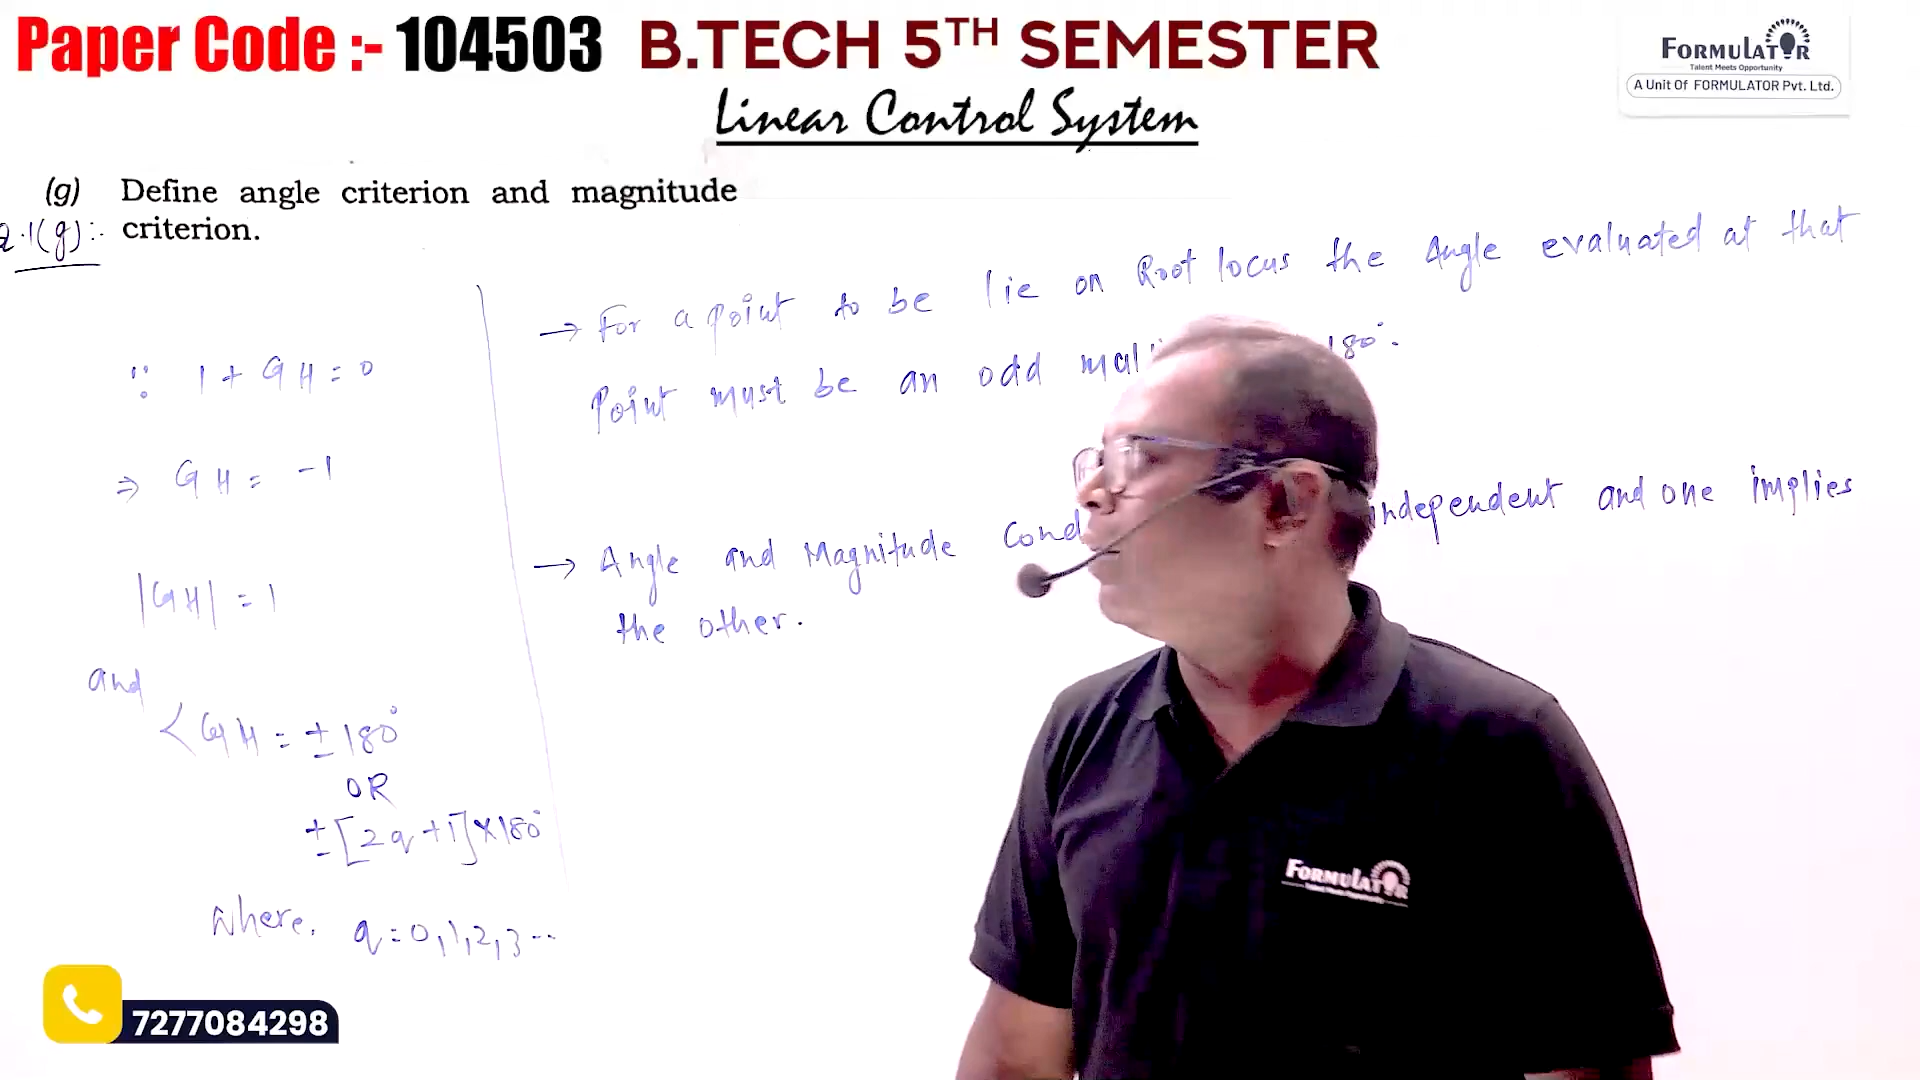 Paper Code :- 104503 B.TECH 5TH SEMESTER
Linear Control System
FORMULATOR
Talent Meets Opportunity
A Unit Of FORMULATOR Pvt. Ltd.
(g) Define angle criterion and magnitude
criterion.
Q.1(g):-
∵ 1 + GH = 0
⇒ GH = -1
|GH| = 1
and
∠GH = ± 180°
OR
± [2q+1] × 180°
Where, q = 0,1,2,3--
→ For a point to be lie on Root locus the Angle evaluated at that
Point must be an odd 180°.
→ Angle and Magnitude independent and one implies
the other.
FORMULATOR
7277084298